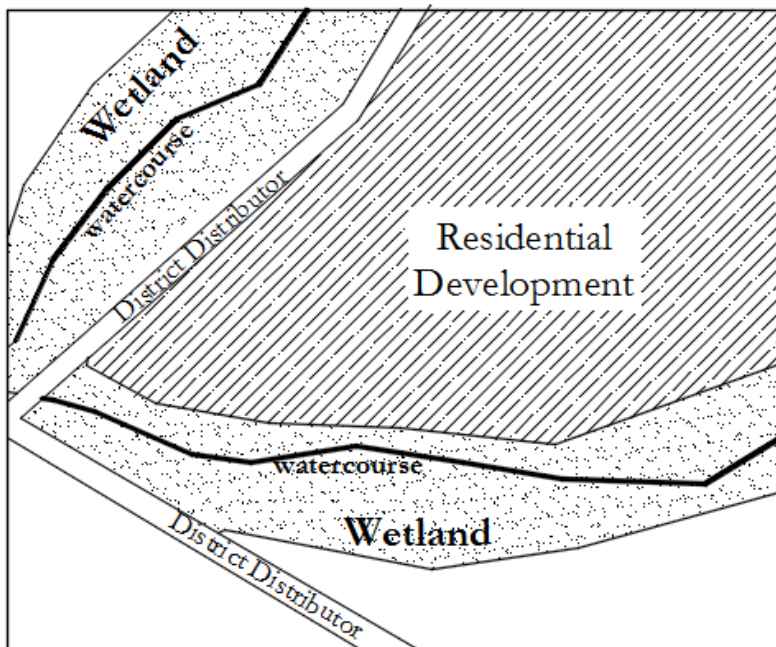 Wetland
watercourse
District Distributor
Residential
Development
watercourse
Wetland
District Distributor